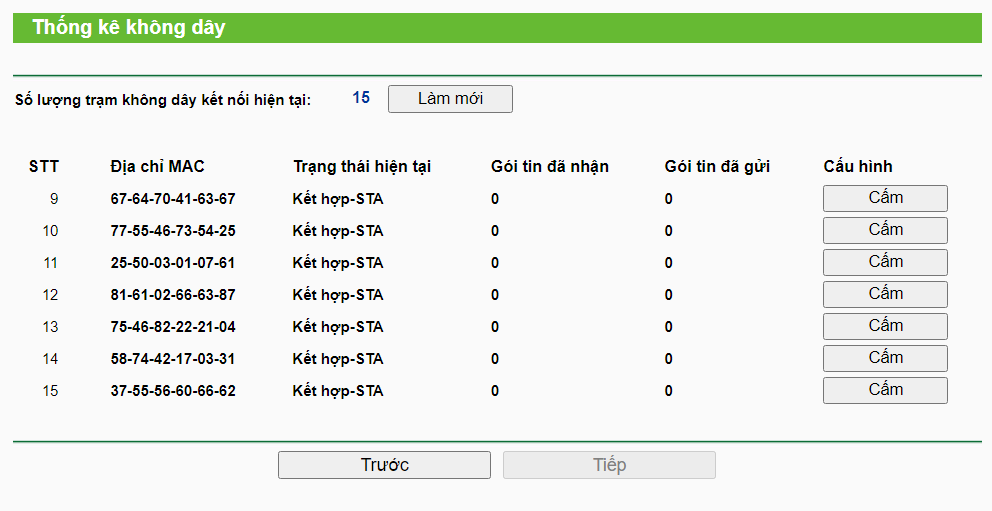 Thống kê không dây
Số lượng trạm không dây kết nối hiện tại: 15 Làm mới
STT Địa chỉ MAC Trạng thái hiện tại Gói tin đã nhận Gói tin đã gửi Cấu hình
9 67-64-70-41-63-67 Kết hợp-STA 0 0 Cấm
10 77-55-46-73-54-25 Kết hợp-STA 0 0 Cấm
11 25-50-03-01-07-61 Kết hợp-STA 0 0 Cấm
12 81-61-02-66-63-87 Kết hợp-STA 0 0 Cấm
13 75-46-82-22-21-04 Kết hợp-STA 0 0 Cấm
14 58-74-42-17-03-31 Kết hợp-STA 0 0 Cấm
15 37-55-56-60-66-62 Kết hợp-STA 0 0 Cấm
Trước Tiếp